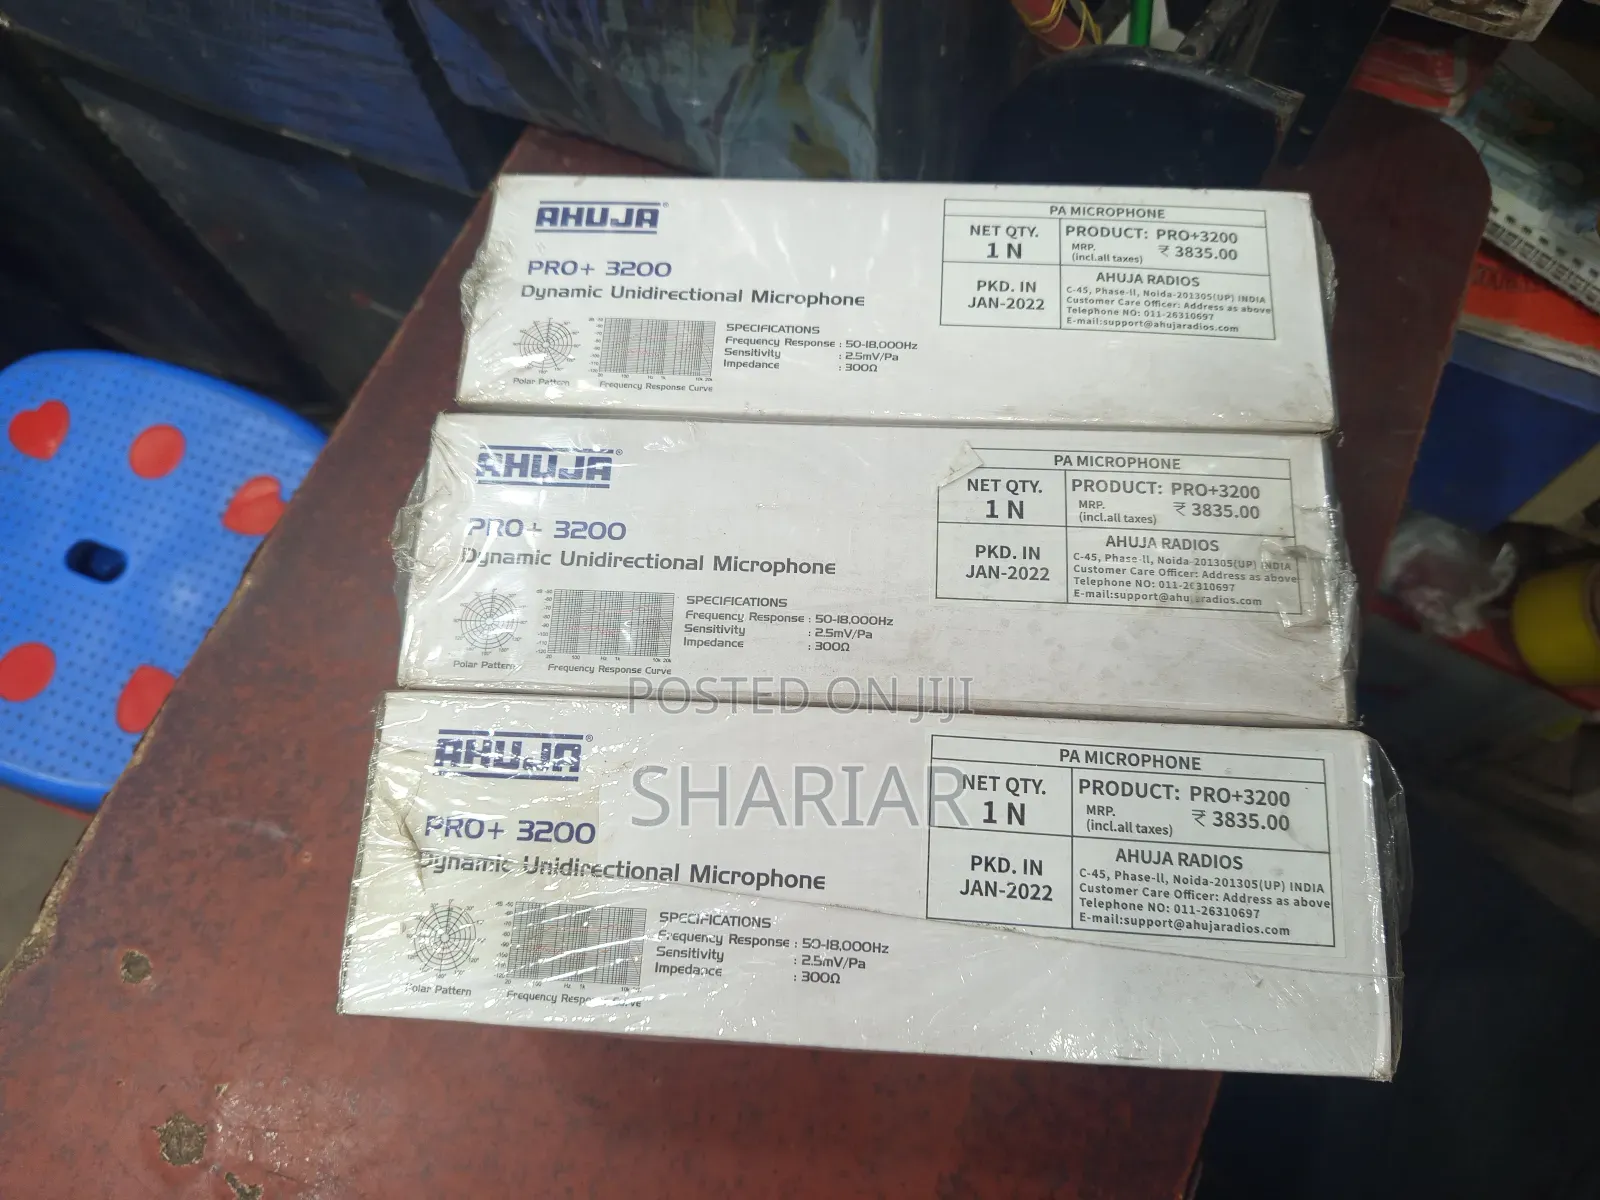 AHUJA®
PRO+ 3200
Dynamic Unidirectional Microphone
Polar Pattern
Frequency Response Curve
SPECIFICATIONS
Frequency Response : 50-18,000Hz
Sensitivity : 2.5mV/Pa
Impedance : 300Ω
PA MICROPHONE
NET QTY.
1 N
PRODUCT: PRO+3200
MRP. ₹ 3835.00
(incl.all taxes)
PKD. IN
JAN-2022
AHUJA RADIOS
C-45, Phase-II, Noida-201305(UP) INDIA
Customer Care Officer: Address as above
Telephone NO: 011-26310697
E-mail:support@ahujaradios.com
AHUJA®
PRO+ 3200
Dynamic Unidirectional Microphone
Polar Pattern
Frequency Response Curve
SPECIFICATIONS
Frequency Response : 50-18,000Hz
Sensitivity : 2.5mV/Pa
Impedance : 300Ω
PA MICROPHONE
NET QTY.
1 N
PRODUCT: PRO+3200
MRP. ₹ 3835.00
(incl.all taxes)
PKD. IN
JAN-2022
AHUJA RADIOS
C-45, Phase-II, Noida-201305(UP) INDIA
Customer Care Officer: Address as above
Telephone NO: 011-26310697
E-mail:support@ahujaradios.com
POSTED ON JIJI
SHARIAR
AHUJA®
PRO+ 3200
Dynamic Unidirectional Microphone
Polar Pattern
Frequency Response Curve
SPECIFICATIONS
Frequency Response : 50-18,000Hz
Sensitivity : 2.5mV/Pa
Impedance : 300Ω
PA MICROPHONE
NET QTY.
1 N
PRODUCT: PRO+3200
MRP. ₹ 3835.00
(incl.all taxes)
PKD. IN
JAN-2022
AHUJA RADIOS
C-45, Phase-II, Noida-201305(UP) INDIA
Customer Care Officer: Address as above
Telephone NO: 011-26310697
E-mail:support@ahujaradios.com